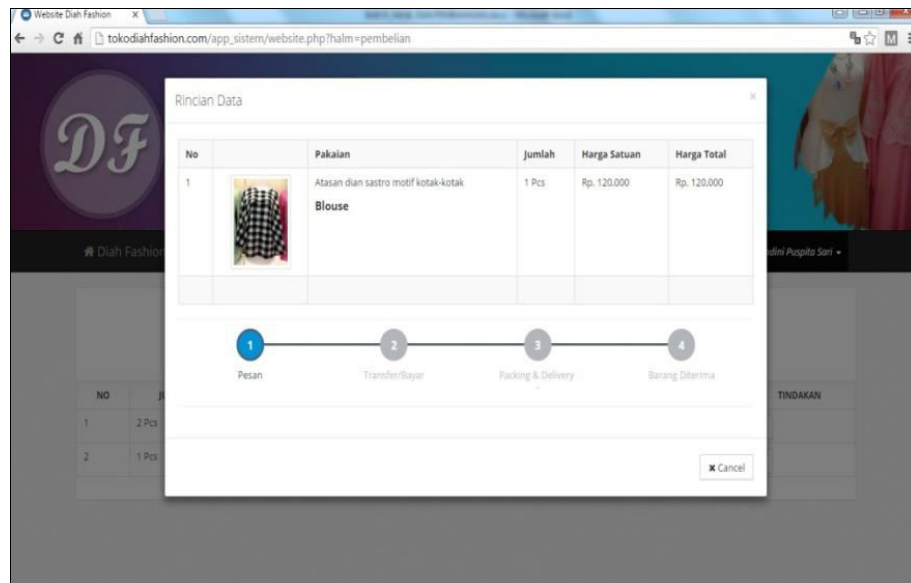 Website Diah Fashion
tokodiahfashion.com/app_sistem/website.php?halm=pembelian
DF
Rincian Data
No Pakaian Jumlah Harga Satuan Harga Total
1 Atasan dian sastro motif kotak-kotak 1 Pcs Rp. 120.000 Rp. 120.000
Blouse
Diah Fashion
Puspita Sari
1 2 3 4
Pesan Transfer/Bayar Packing & Delivery Barang Diterima
NO TINDAKAN
1 2 Pcs
2 1 Pcs
Cancel